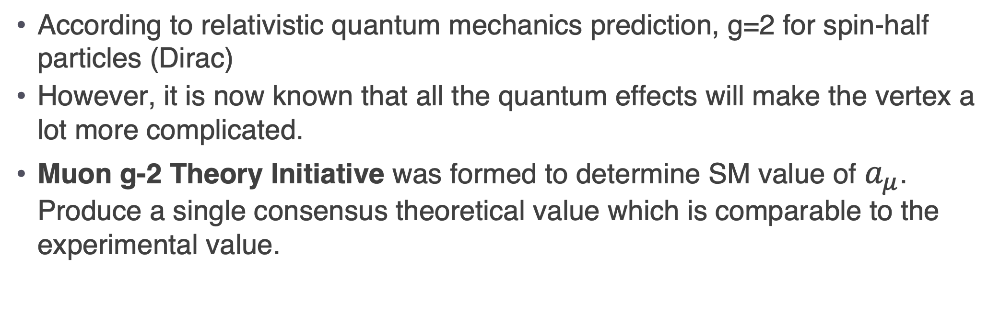 • According to relativistic quantum mechanics prediction, g=2 for spin-half
particles (Dirac)
• However, it is now known that all the quantum effects will make the vertex a
lot more complicated.
• Muon g-2 Theory Initiative was formed to determine SM value of 𝑎𝜇.
Produce a single consensus theoretical value which is comparable to the
experimental value.